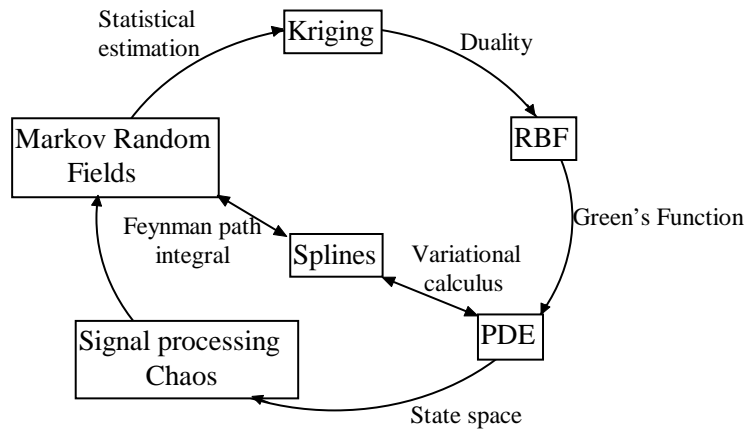 Statistical
estimation
Kriging
Duality
Markov Random
Fields
RBF
Green’s Function
Feynman path
integral
Splines
Variational
calculus
Signal processing
Chaos
PDE
State space